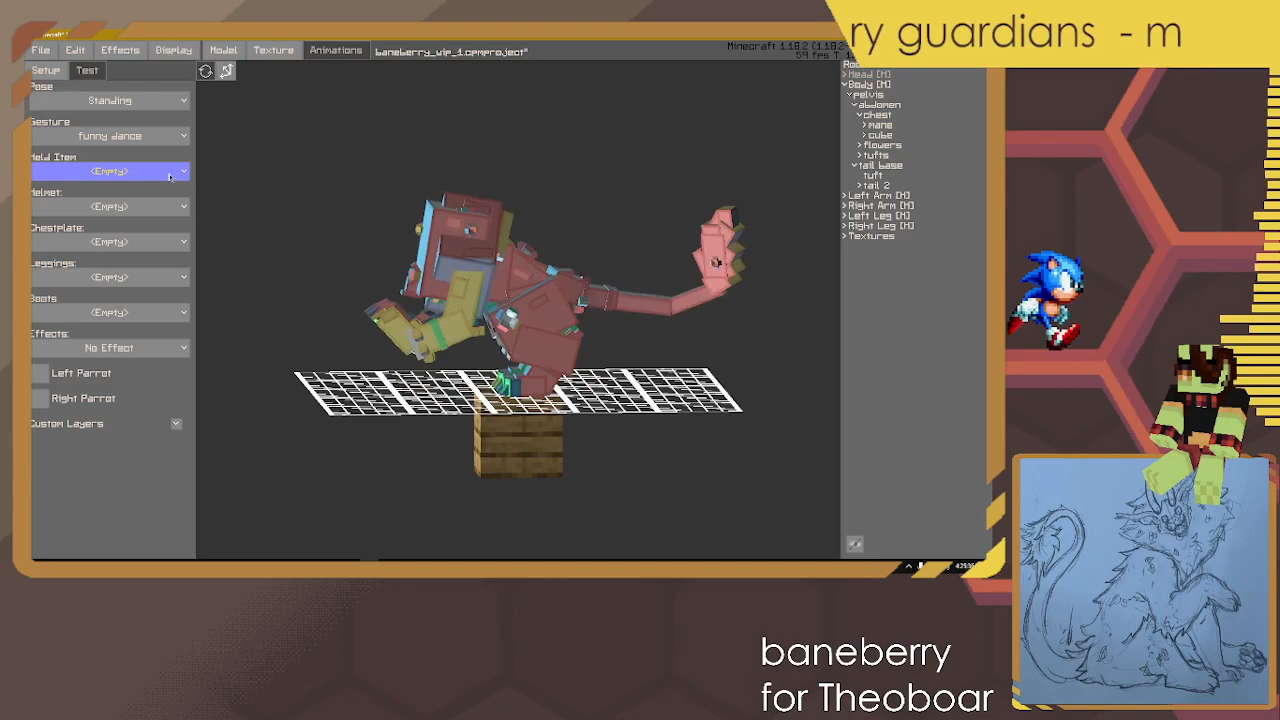 ry guardians - m
File Edit Effects Display Model Texture Animations baneberry_wip_1.cpmproject*
Setup Test
Pose
Standing
Gesture
funny dance
Held Item
<Empty>
Helmet:
<Empty>
Chestplate:
<Empty>
Leggings:
<Empty>
Boots
<Empty>
Effects:
No Effect
Left Parrot
Right Parrot
Custom Layers
Head [H]
Body [H]
pelvis
abdomen
chest
mane
cube
flowers
tufts
tail base
tuft
tail 2
Left Arm [H]
Right Arm [H]
Left Leg [H]
Right Leg [H]
Textures
baneberry
for Theoboar